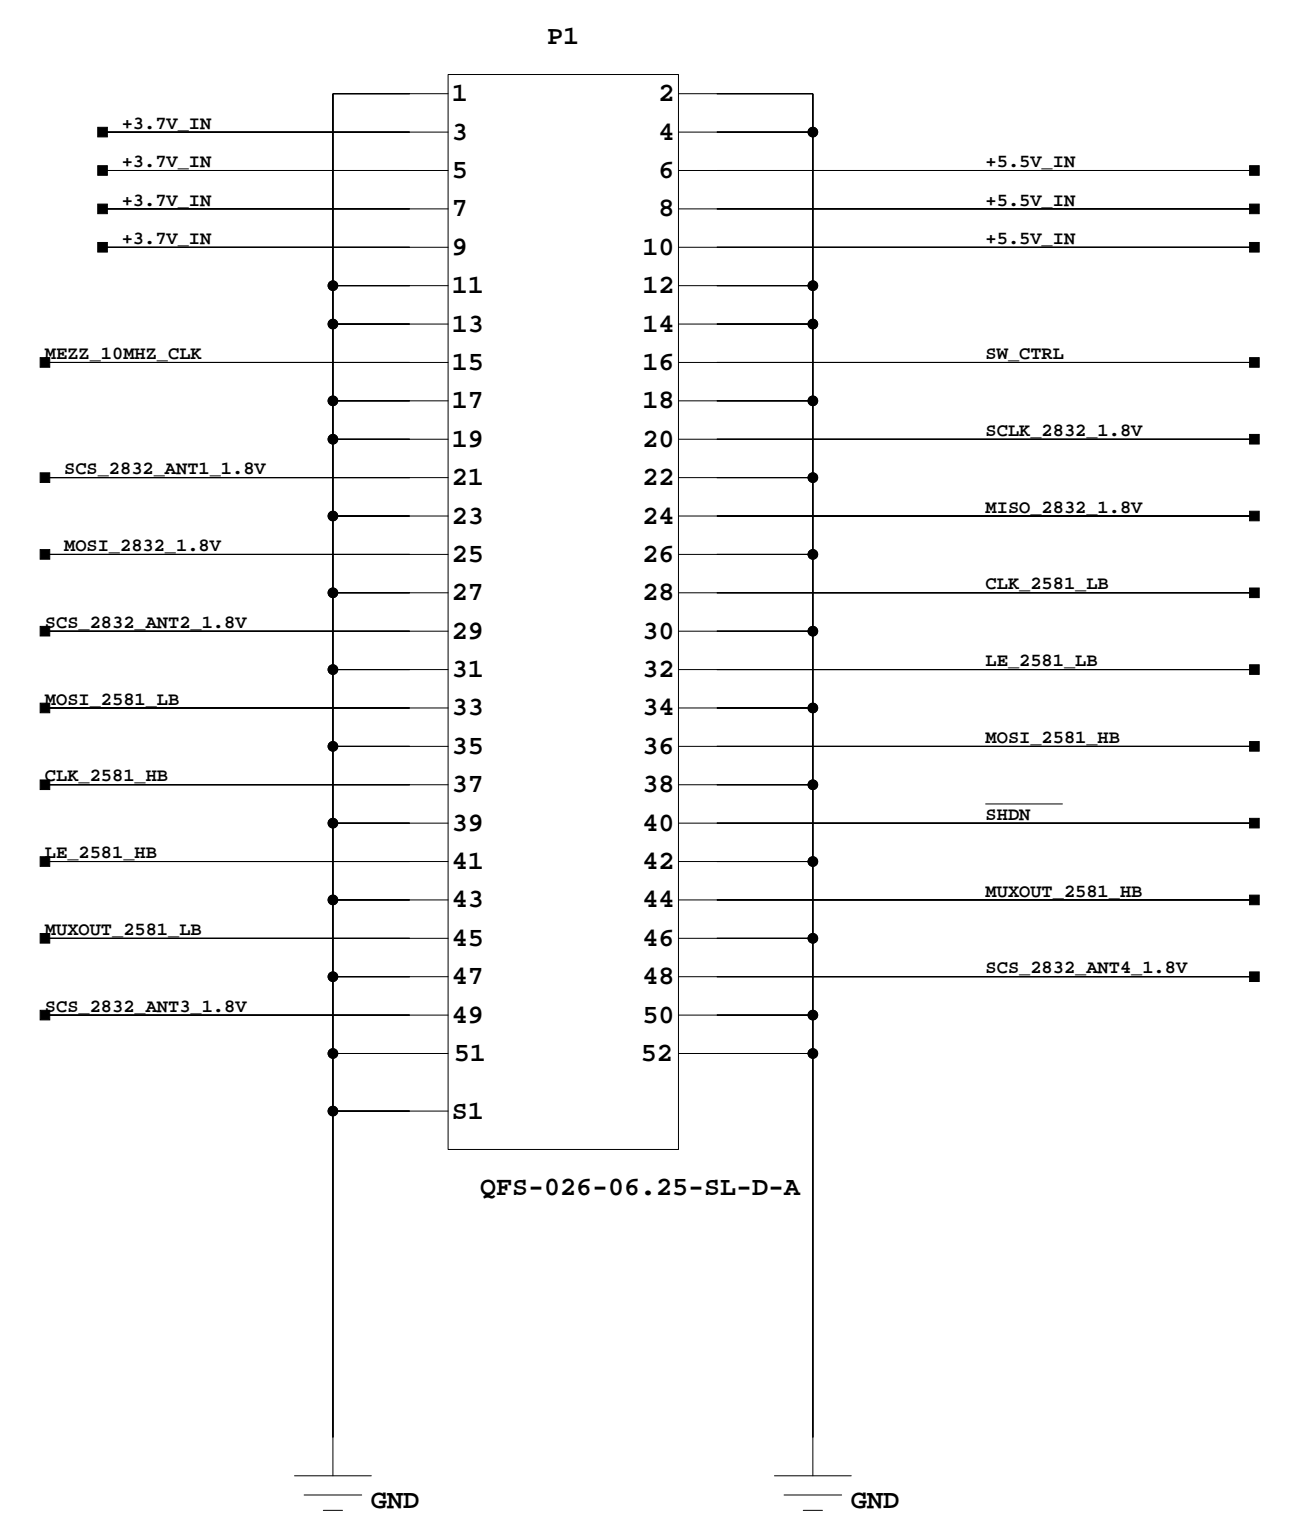 P1
1 2
+3.7V_IN 3 4
+3.7V_IN 5 6 +5.5V_IN
+3.7V_IN 7 8 +5.5V_IN
+3.7V_IN 9 10 +5.5V_IN
11 12
13 14
MEZZ_10MHZ_CLK 15 16 SW_CTRL
17 18
19 20 SCLK_2832_1.8V
SCS_2832_ANT1_1.8V 21 22
23 24 MISO_2832_1.8V
MOSI_2832_1.8V 25 26
27 28 CLK_2581_LB
SCS_2832_ANT2_1.8V 29 30
31 32 LE_2581_LB
MOSI_2581_LB 33 34
35 36 MOSI_2581_HB
CLK_2581_HB 37 38
39 40 SHDN
LE_2581_HB 41 42
43 44 MUXOUT_2581_HB
MUXOUT_2581_LB 45 46
47 48 SCS_2832_ANT4_1.8V
SCS_2832_ANT3_1.8V 49 50
51 52
S1
QFS-026-06.25-SL-D-A
GND GND